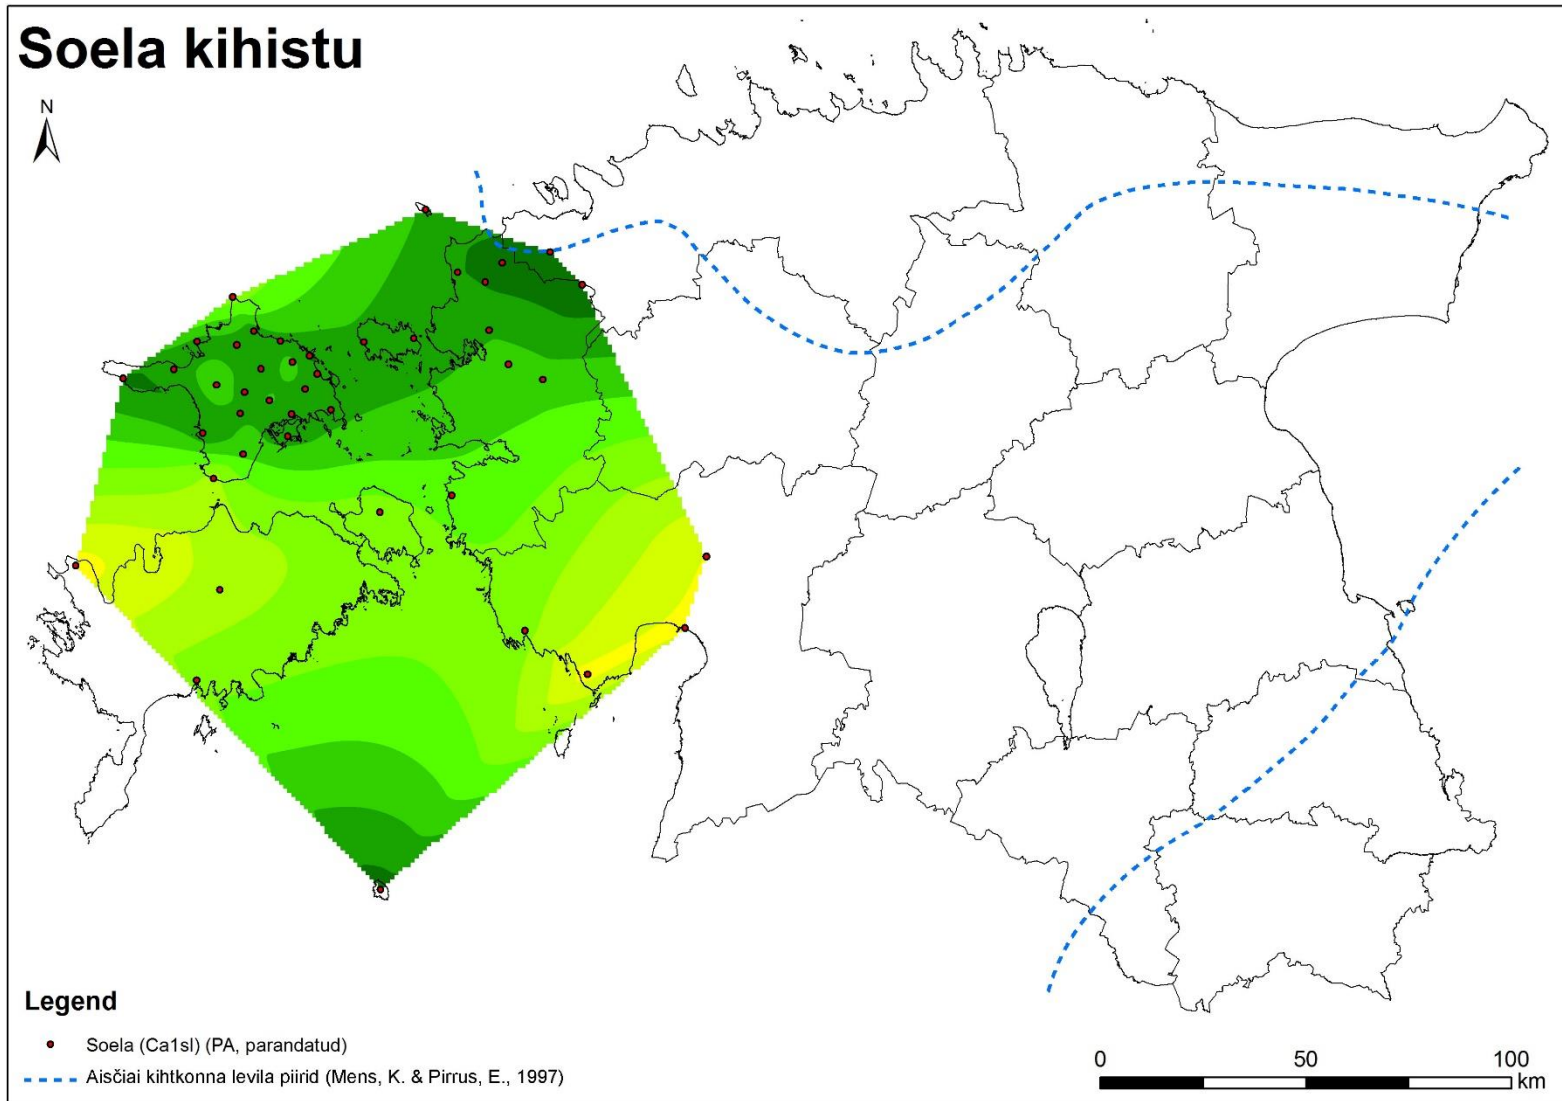 Soela kihistu
N
Legend
Soela (Ca1sl) (PA, parandatud)
Aisčiai kihtkonna levila piirid (Mens, K. & Pirrus, E., 1997)
0 50 100
km